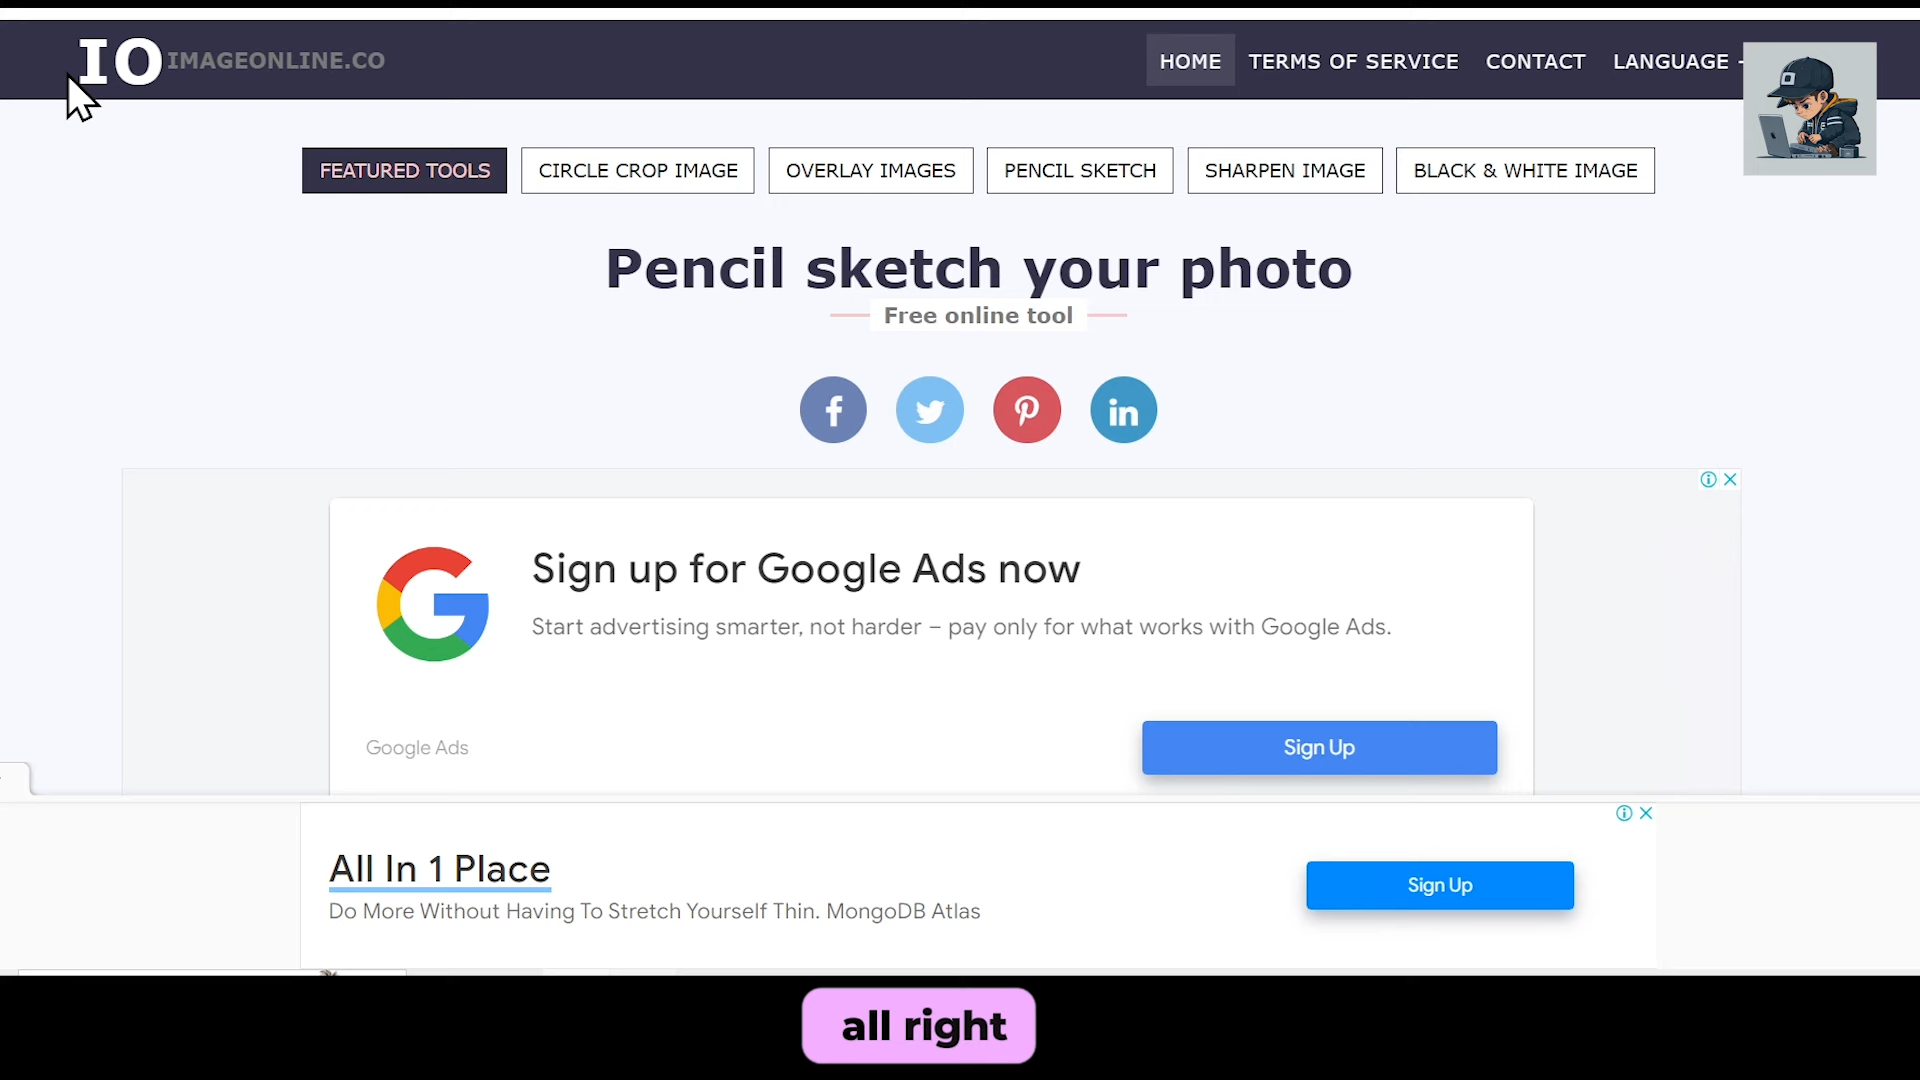 IO IMAGEONLINE.CO
HOME TERMS OF SERVICE CONTACT LANGUAGE -
FEATURED TOOLS CIRCLE CROP IMAGE OVERLAY IMAGES PENCIL SKETCH SHARPEN IMAGE BLACK & WHITE IMAGE
Pencil sketch your photo
Free online tool
Sign up for Google Ads now
Start advertising smarter, not harder – pay only for what works with Google Ads.
Google Ads
Sign Up
All In 1 Place
Do More Without Having To Stretch Yourself Thin. MongoDB Atlas
Sign Up
all right